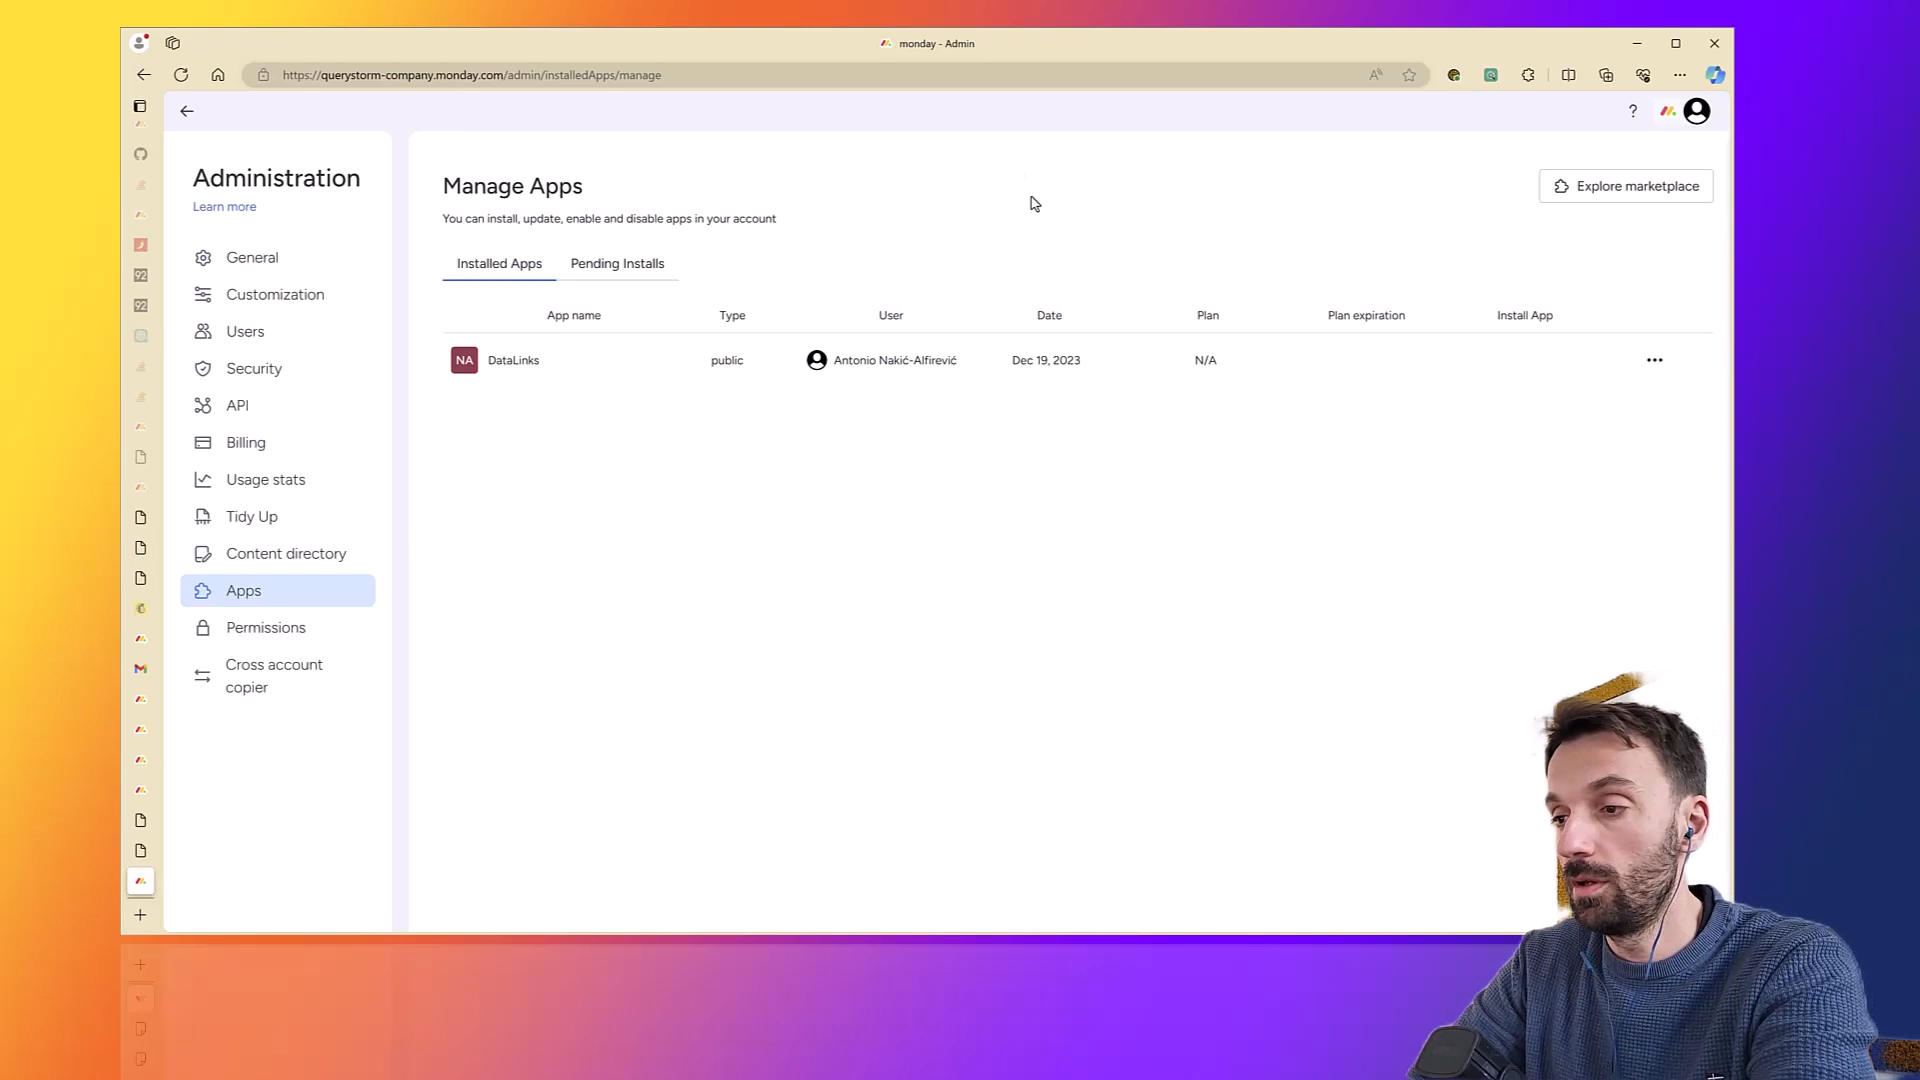 monday - Admin
https://querystorm-company.monday.com/admin/installedApps/manage
?
Administration
Learn more
General
Customization
Users
Security
API
Billing
Usage stats
Tidy Up
Content directory
Apps
Permissions
Cross account
copier
Manage Apps
You can install, update, enable and disable apps in your account
Explore marketplace
Installed Apps
Pending Installs
App name
Type
User
Date
Plan
Plan expiration
Install App
NA
DataLinks
public
Antonio Nakić-Alfirević
Dec 19, 2023
N/A